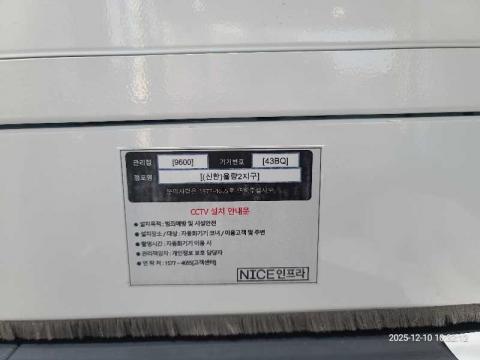 관리점 [9600] 기기번호 [43BQ]
점포명 ](신한)율량2지구]
CCTV 설치 안내문
● 설치목적 : 범죄예방 및 시설안전
● 설치장소 / 대상 : 자동화기기 코너 / 이용고객 및 주변
● 촬영시간 : 자동화기기 이용 시
● 관리책임자 : 개인정보 보호 담당자
● 연 락 처 : 1577 - 4655[고객센터]
NICE인프라
2025-12-10